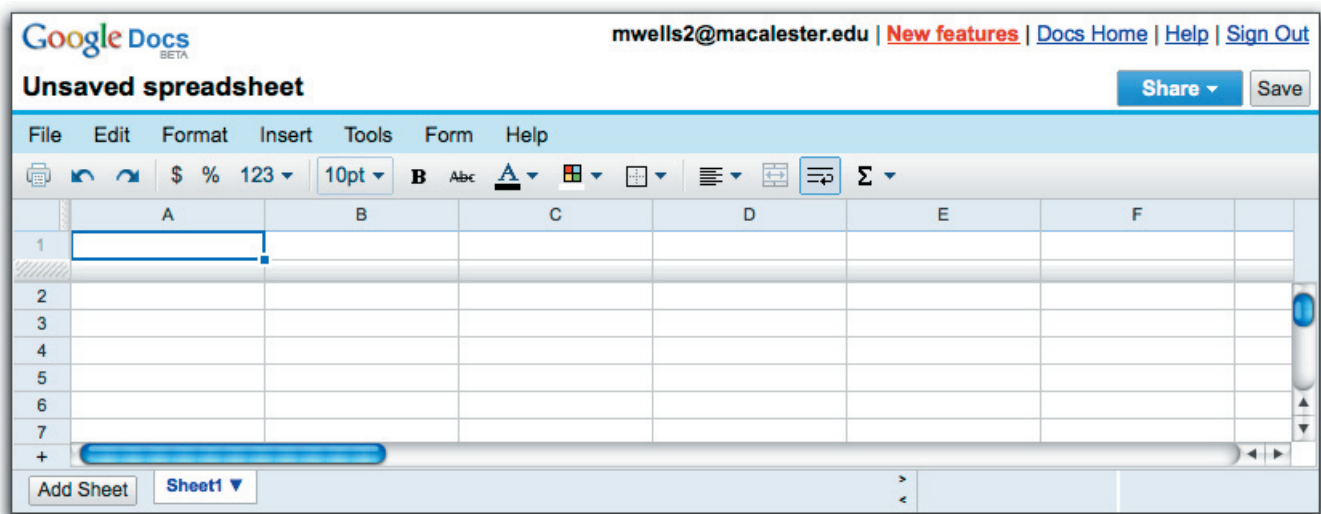 Google Docs
BETA
mwells2@macalester.edu | New features | Docs Home | Help | Sign Out
Unsaved spreadsheet
Share
Save
File Edit Format Insert Tools Form Help
$ % 123 10pt B Abc A Σ
A B C D E F
1
2
3
4
5
6
7
+
Add Sheet Sheet1